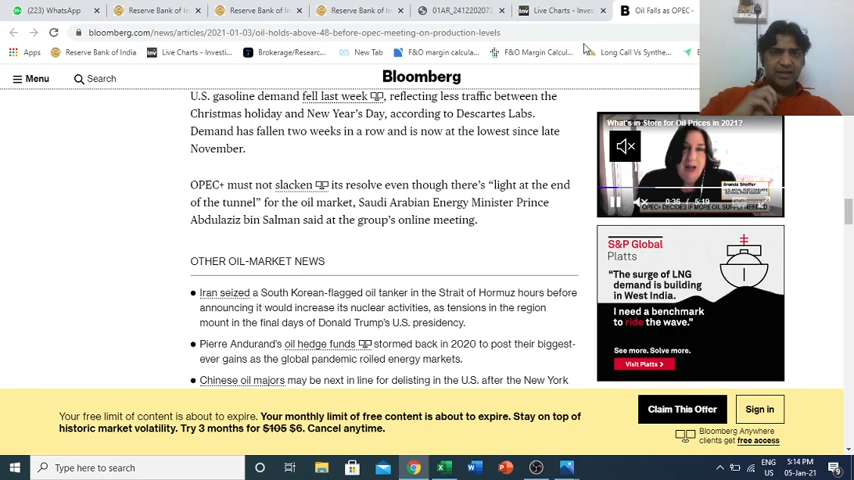 (223) WhatsApp
Reserve Bank of In
Reserve Bank of In
Reserve Bank of In
01AR_2412202072
Live Charts - Inves
Oil Falls as OPEC-
bloomberg.com/news/articles/2021-01-03/oil-holds-above-48-before-opec-meeting-on-production-levels
Apps
Reserve Bank of India
Live Charts - Investi...
Brokerage/Resear...
New Tab
F&O margin calcula...
F&O Margin Calcul...
Long Call Vs Synthe...
Menu
Search
Bloomberg
U.S. gasoline demand fell last week, reflecting less traffic between the
Christmas holiday and New Year's Day, according to Descartes Labs.
Demand has fallen two weeks in a row and is now at the lowest since late
November.
OPEC+ must not slacken its resolve even though there's "light at the end
of the tunnel" for the oil market, Saudi Arabian Energy Minister Prince
Abdulaziz bin Salman said at the group's online meeting.
OTHER OIL-MARKET NEWS
Iran seized a South Korean-flagged oil tanker in the Strait of Hormuz hours before
announcing it would increase its nuclear activities, as tensions in the region
mount in the final days of Donald Trump's U.S. presidency.
Pierre Andurand's oil hedge funds stormed back in 2020 to post their biggest-
ever gains as the global pandemic roiled energy markets.
Chinese oil majors may be next in line for delisting in the U.S. after the New York
What's in Store for Oil Prices in 2021?
0:36 / 5:19
S&P Global
Platts
"The surge of LNG
demand is building
in West India.
I need a benchmark
to ride the wave."
See more. Solve more.
Visit Platts
Your free limit of content is about to expire. Your monthly limit of free content is about to expire. Stay on top of
historic market volatility. Try 3 months for $105 $6. Cancel anytime.
Claim This Offer
Sign in
Bloomberg Anywhere
clients get free access
Type here to search
ENG
US
5:14 PM
05-Jan-21